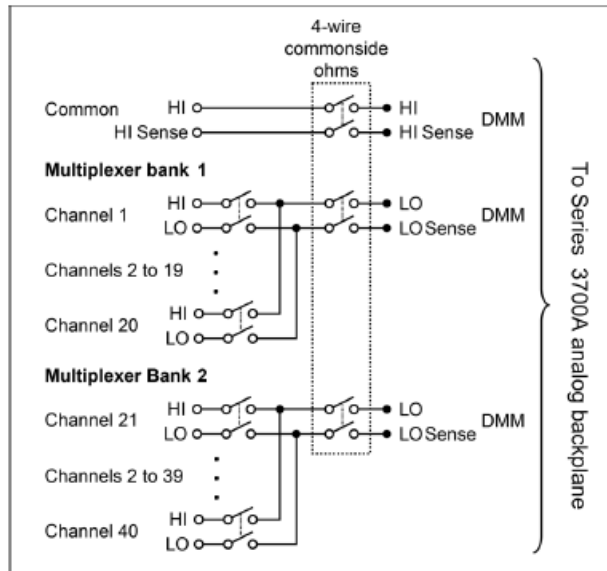 4-wire
commonside
ohms
Common HI HI DMM
HI Sense HI Sense
Multiplexer bank 1
HI LO
Channel 1 DMM
LO LO Sense
Channels 2 to 19
HI
Channel 20
LO
Multiplexer Bank 2
HI LO
Channel 21 DMM
LO LO Sense
Channels 2 to 39
HI
Channel 40
LO
To Series 3700A analog backplane